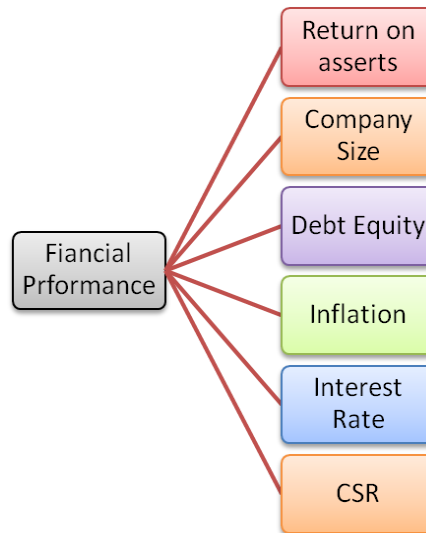 Return on
asserts
Company
Size
Debt Equity
Fiancial
Prformance
Inflation
Interest
Rate
CSR